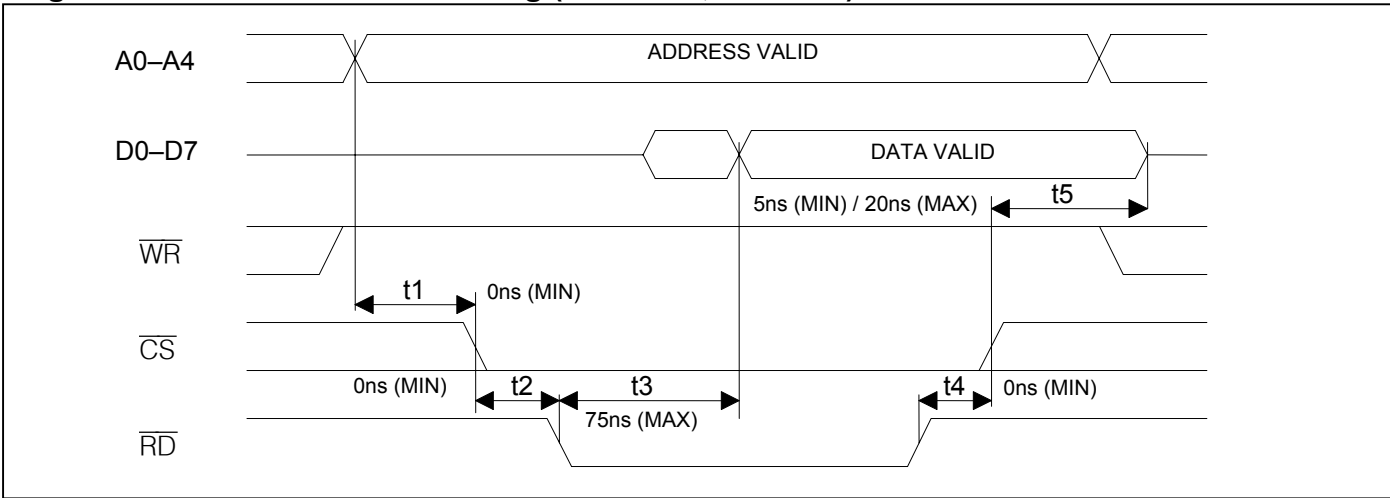 A0–A4
ADDRESS VALID
D0–D7
DATA VALID
5ns (MIN) / 20ns (MAX)
t5
WR
t1
0ns (MIN)
CS
0ns (MIN)
t2
t3
t4
0ns (MIN)
75ns (MAX)
RD